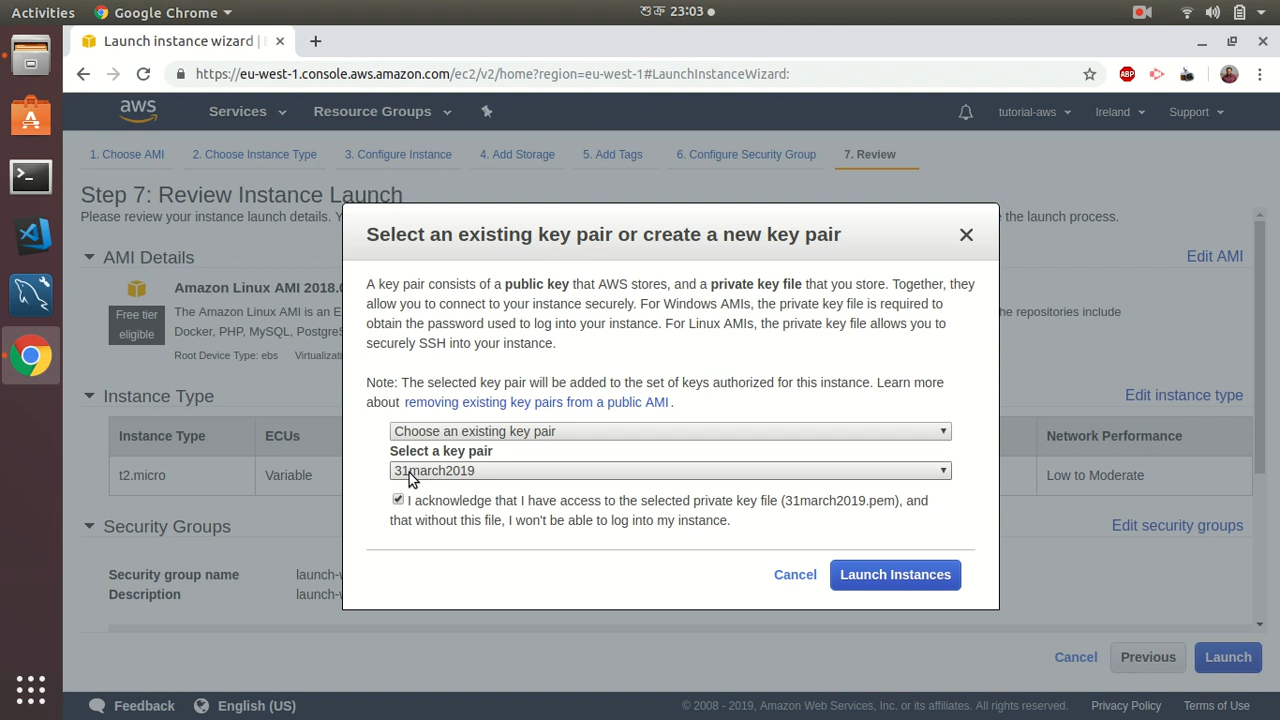 Activities
Google Chrome
শুক্র 23:03
Launch instance wizard |
https://eu-west-1.console.aws.amazon.com/ec2/v2/home?region=eu-west-1#LaunchInstanceWizard:
ABP
aws
Services
Resource Groups
tutorial-aws
Ireland
Support
1. Choose AMI
2. Choose Instance Type
3. Configure Instance
4. Add Storage
5. Add Tags
6. Configure Security Group
7. Review
Step 7: Review Instance Launch
Please review your instance launch details. Y
the launch process.
AMI Details
Edit AMI
Amazon Linux AMI 2018.0
Free tier
eligible
The Amazon Linux AMI is an E
he repositories include
Docker, PHP, MySQL, PostgreS
Root Device Type: ebs
Virtualizati
Instance Type
Edit instance type
Instance Type
ECUs
Network Performance
t2.micro
Variable
Low to Moderate
Security Groups
Edit security groups
Security group name
launch-w
Description
launch-w
Select an existing key pair or create a new key pair
A key pair consists of a public key that AWS stores, and a private key file that you store. Together, they
allow you to connect to your instance securely. For Windows AMIs, the private key file is required to
obtain the password used to log into your instance. For Linux AMIs, the private key file allows you to
securely SSH into your instance.
Note: The selected key pair will be added to the set of keys authorized for this instance. Learn more
about removing existing key pairs from a public AMI.
Choose an existing key pair
Select a key pair
31march2019
I acknowledge that I have access to the selected private key file (31march2019.pem), and
that without this file, I won't be able to log into my instance.
Cancel
Launch Instances
Cancel
Previous
Launch
Feedback
English (US)
© 2008 - 2019, Amazon Web Services, Inc. or its affiliates. All rights reserved.
Privacy Policy
Terms of Use